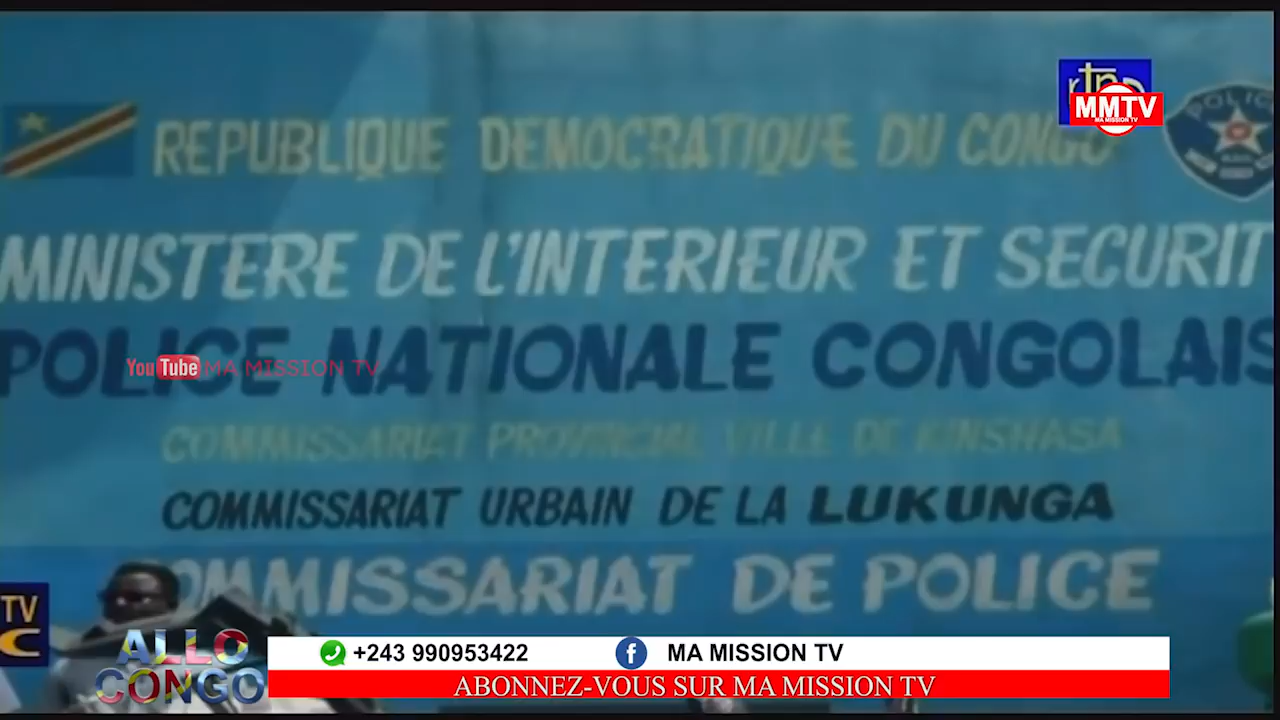 REPUBLIQUE DEMOCRATIQUE DU CONGO
MMTV
MA MISSION TV
POLICE
MINISTERE DE L'INTERIEUR ET SECURIT
POLICE NATIONALE CONGOLAIS
YouTube MA MISSION TV
COMMISSARIAT PROVINCIAL VILLE DE KINSHASA
COMMISSARIAT URBAIN DE LA LUKUNGA
COMMISSARIAT DE POLICE
TV
C
ALLO
CONGO
+243 990953422
MA MISSION TV
ABONNEZ-VOUS SUR MA MISSION TV